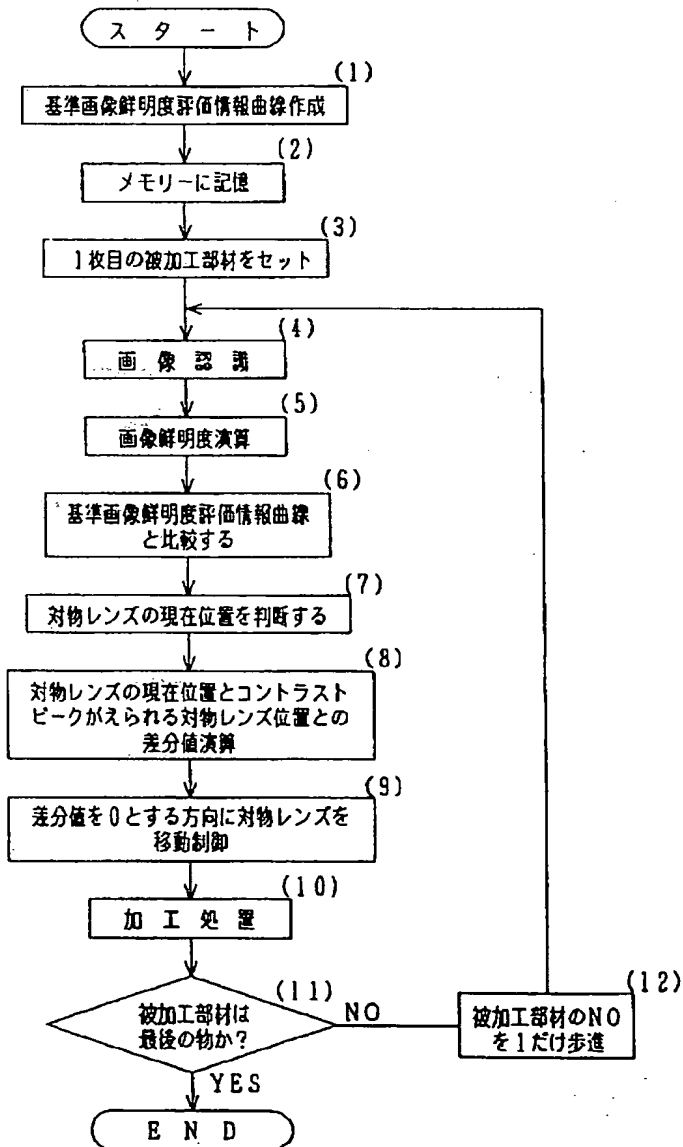 スタート
(1)
基準画像鮮明度評価情報曲線作成
(2)
メモリーに記憶
(3)
1枚目の被加工部材をセット
(4)
画像認識
(5)
画像鮮明度演算
(6)
基準画像鮮明度評価情報曲線
と比較する
(7)
対物レンズの現在位置を判断する
(8)
対物レンズの現在位置とコントラスト
ピークがえられる対物レンズ位置との
差分値演算
(9)
差分値を0とする方向に対物レンズを
移動制御
(10)
加工処置
(11)
被加工部材は
最後の物か?
NO
(12)
被加工部材のNO
を1だけ歩進
YES
END